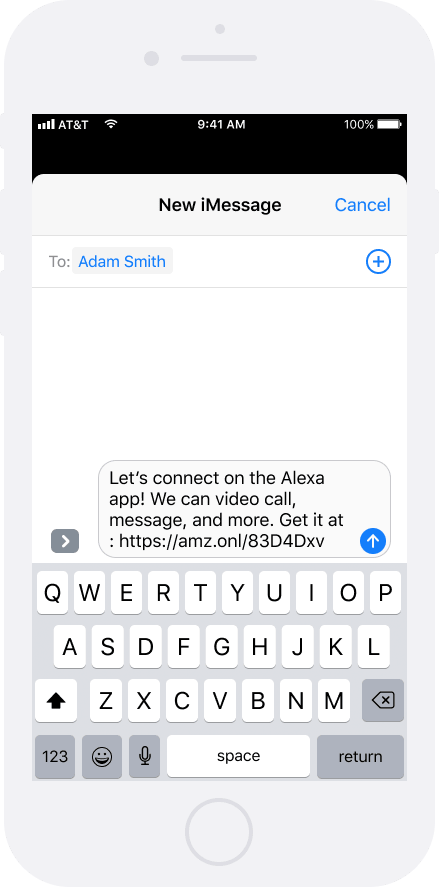 AT&T 9:41 AM 100%
New iMessage Cancel
To: Adam Smith
Let's connect on the Alexa
app! We can video call,
message, and more. Get it at
: https://amz.onl/83D4Dxv
Q W E R T Y U I O P
A S D F G H J K L
Z X C V B N M
123 space return